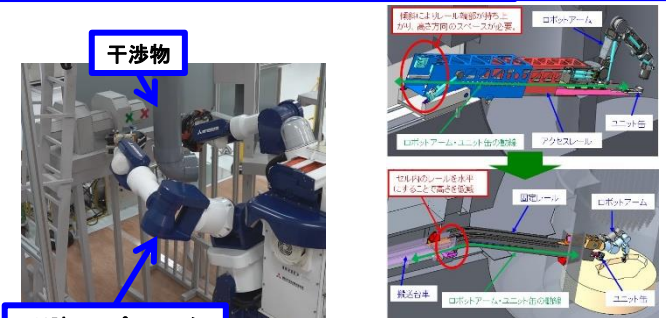 干渉物
傾斜によりレール端部が持ち上
がり、高さ方向のスペースが必要。
ロボットアーム
ユニット缶
ロボットアーム・ユニット缶の動線
アクセスレール
セル内のレールを水平
にすることで高さを低減
固定レール
ロボットアーム
搬送台車
ロボットアーム・ユニット缶の動線
ユニット缶